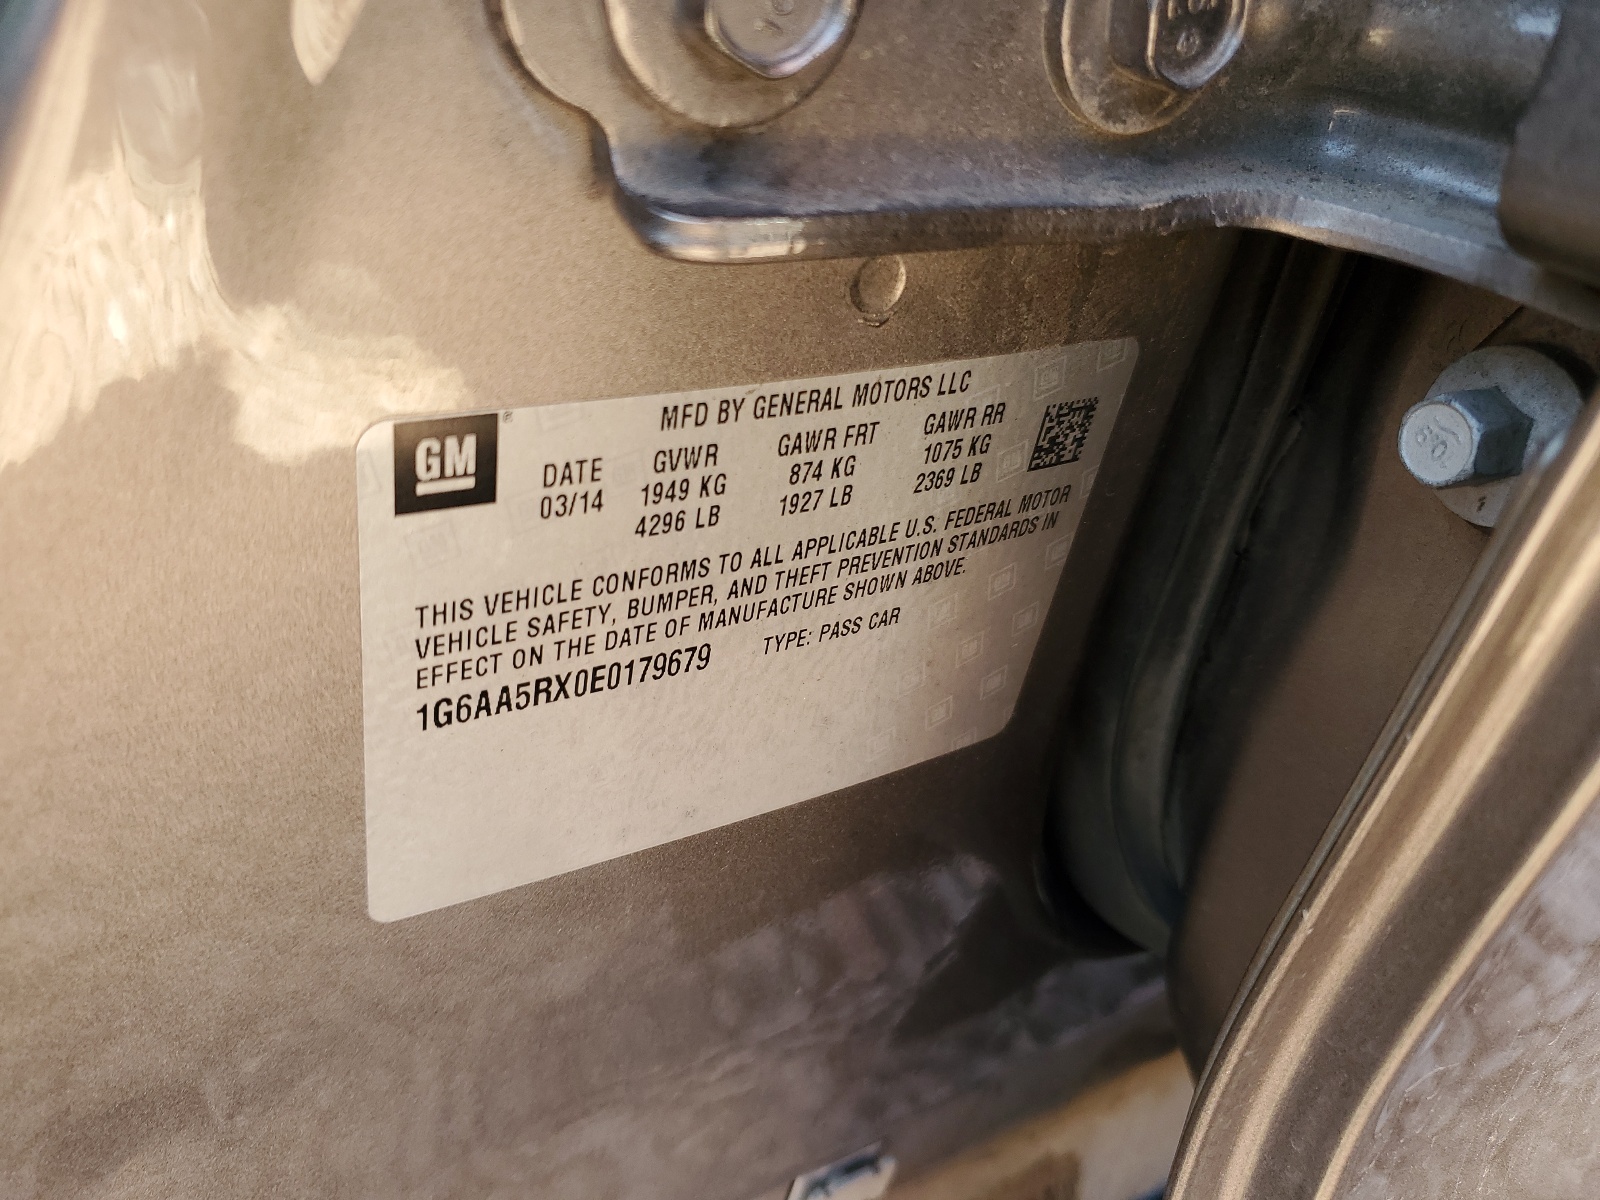 GM
MFD BY GENERAL MOTORS LLC
DATE GVWR GAWR FRT GAWR RR
03/14 1949 KG 874 KG 1075 KG
4296 LB 1927 LB 2369 LB
THIS VEHICLE CONFORMS TO ALL APPLICABLE U.S. FEDERAL MOTOR
VEHICLE SAFETY, BUMPER, AND THEFT PREVENTION STANDARDS IN
EFFECT ON THE DATE OF MANUFACTURE SHOWN ABOVE.
1G6AA5RX0E0179679 TYPE: PASS CAR